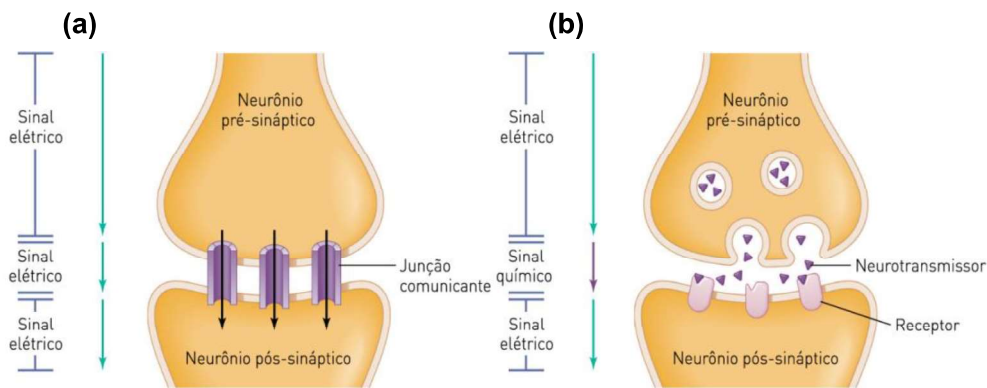 (a)
Sinal
elétrico
Sinal
elétrico
Sinal
elétrico
Neurônio
pré-sináptico
Junção
comunicante
Neurônio pós-sináptico
(b)
Sinal
elétrico
Sinal
químico
Sinal
elétrico
Neurônio
pré-sináptico
Neurotransmissor
Receptor
Neurônio pós-sináptico